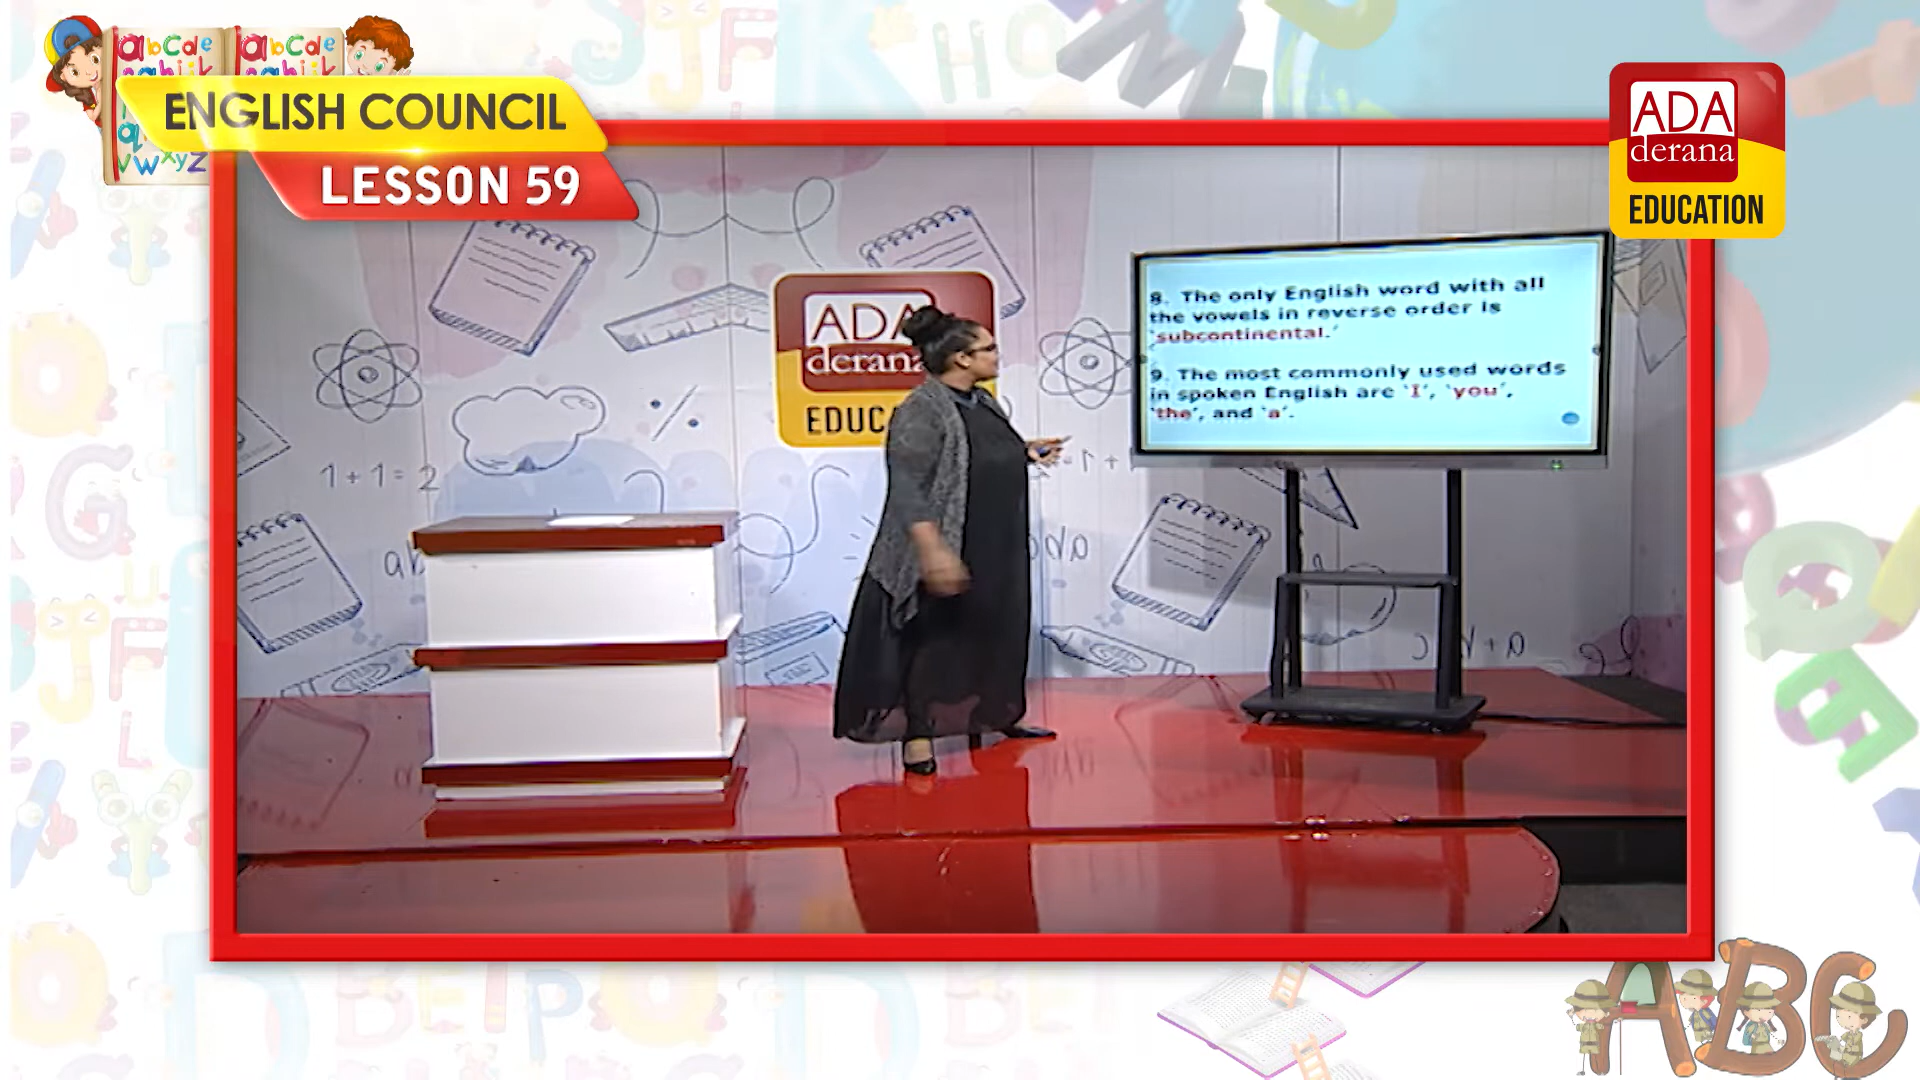 ENGLISH COUNCIL
LESSON 59
ADA
derana
EDUCATION
8. The only English word with all
the vowels in reverse order is
'subcontinental.'
9. The most commonly used words
in spoken English are 'I', 'you',
'the', and 'a'.
ADA
derana
EDUC
1+1=2
ABC